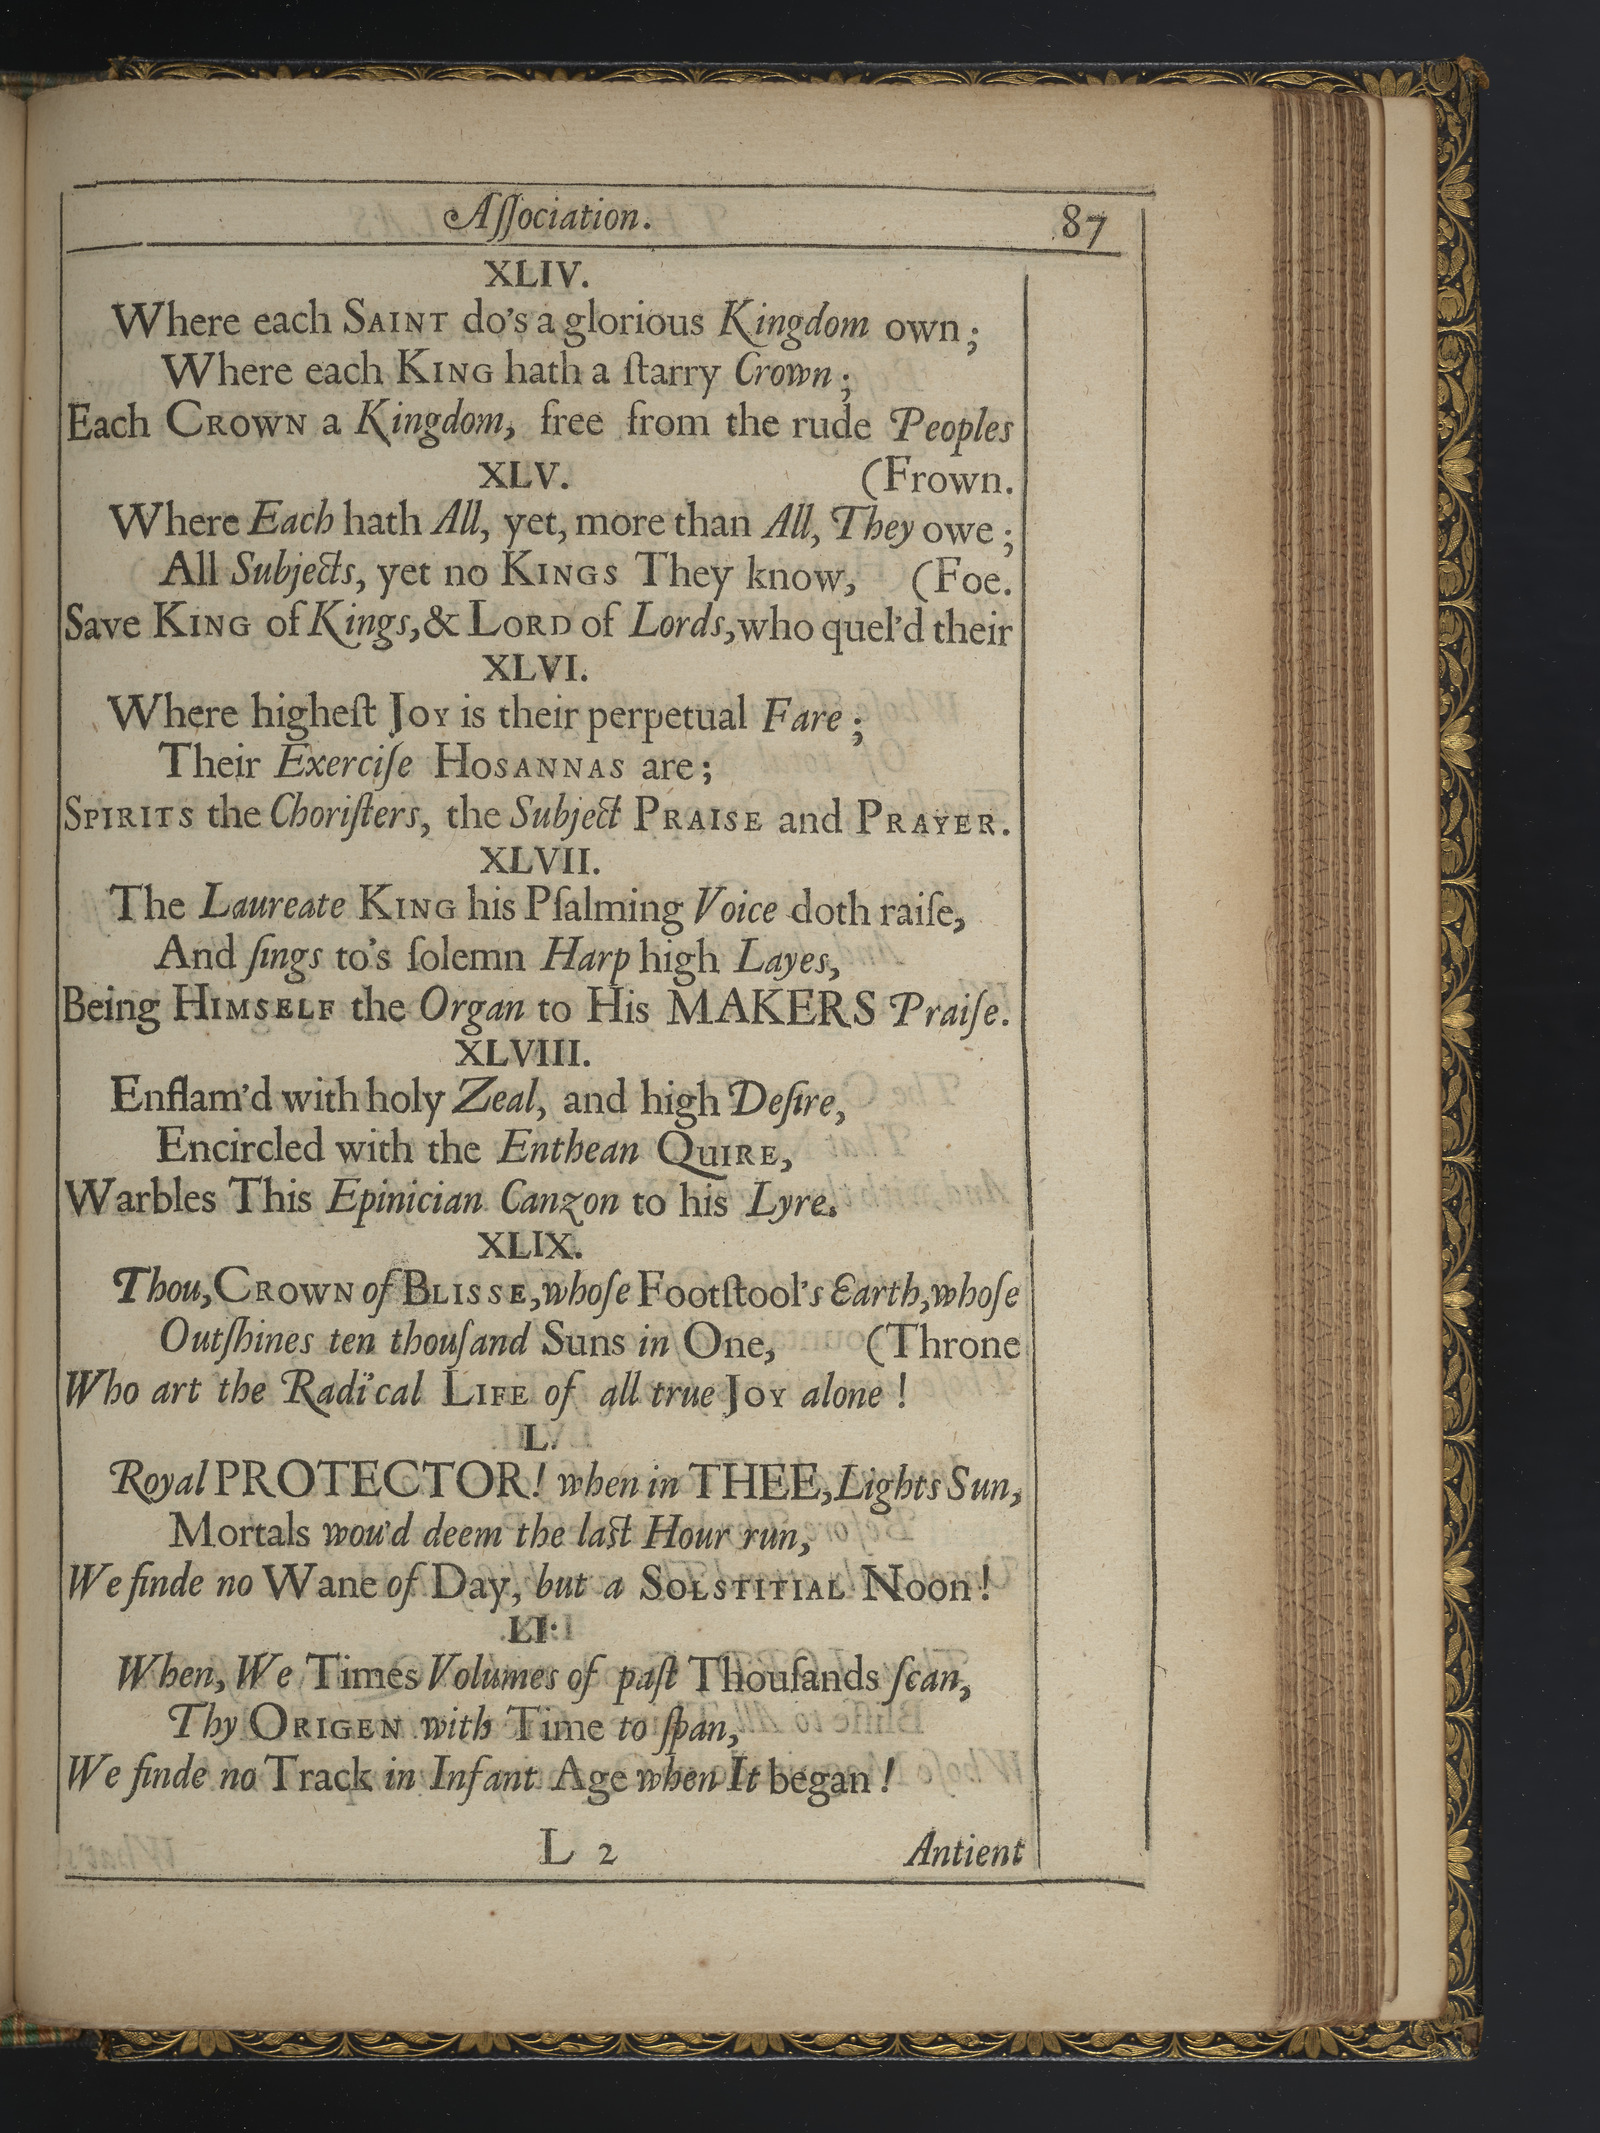 Aſſociation. 87
XLIV.
Where each SAINT do's a glorious Kingdom own;
Where each KING hath a ſtarry Crown;
Each CROWN a Kingdom, free from the rude Peoples
XLV. (Frown.
Where Each hath All, yet, more than All, They owe;
All Subjects, yet no KINGS They know, (Foe.
Save KING of Kings, & LORD of Lords, who quel'd their
XLVI.
Where higheſt JOY is their perpetual Fare;
Their Exerciſe HOSANNAS are;
SPIRITS the Choriſters, the Subject PRAISE and PRAYER.
XLVII.
The Laureate KING his Pſalming Voice doth raiſe,
And ſings to's ſolemn Harp high Layes,
Being HIMSELF the Organ to His MAKERS Praiſe.
XLVIII.
Enflam'd with holy Zeal, and high Deſire,
Encircled with the Enthean QUIRE,
Warbles This Epinician Canzon to his Lyre.
XLIX.
Thou, CROWN of BLISSE, whoſe Footſtool's Earth, whoſe
Outſhines ten thouſand Suns in One, (Throne
Who art the Radi'cal LIFE of all true JOY alone!
L.
Royal PROTECTOR! when in THEE, Lights Sun,
Mortals wou'd deem the laſt Hour run,
We finde no Wane of Day, but a SOLSTITIAL Noon!
LI.
When, We Times Volumes of paſt Thouſands ſcan,
Thy ORIGEN with Time to ſpan,
We finde no Track in Infant Age when It began!
L 2 Antient